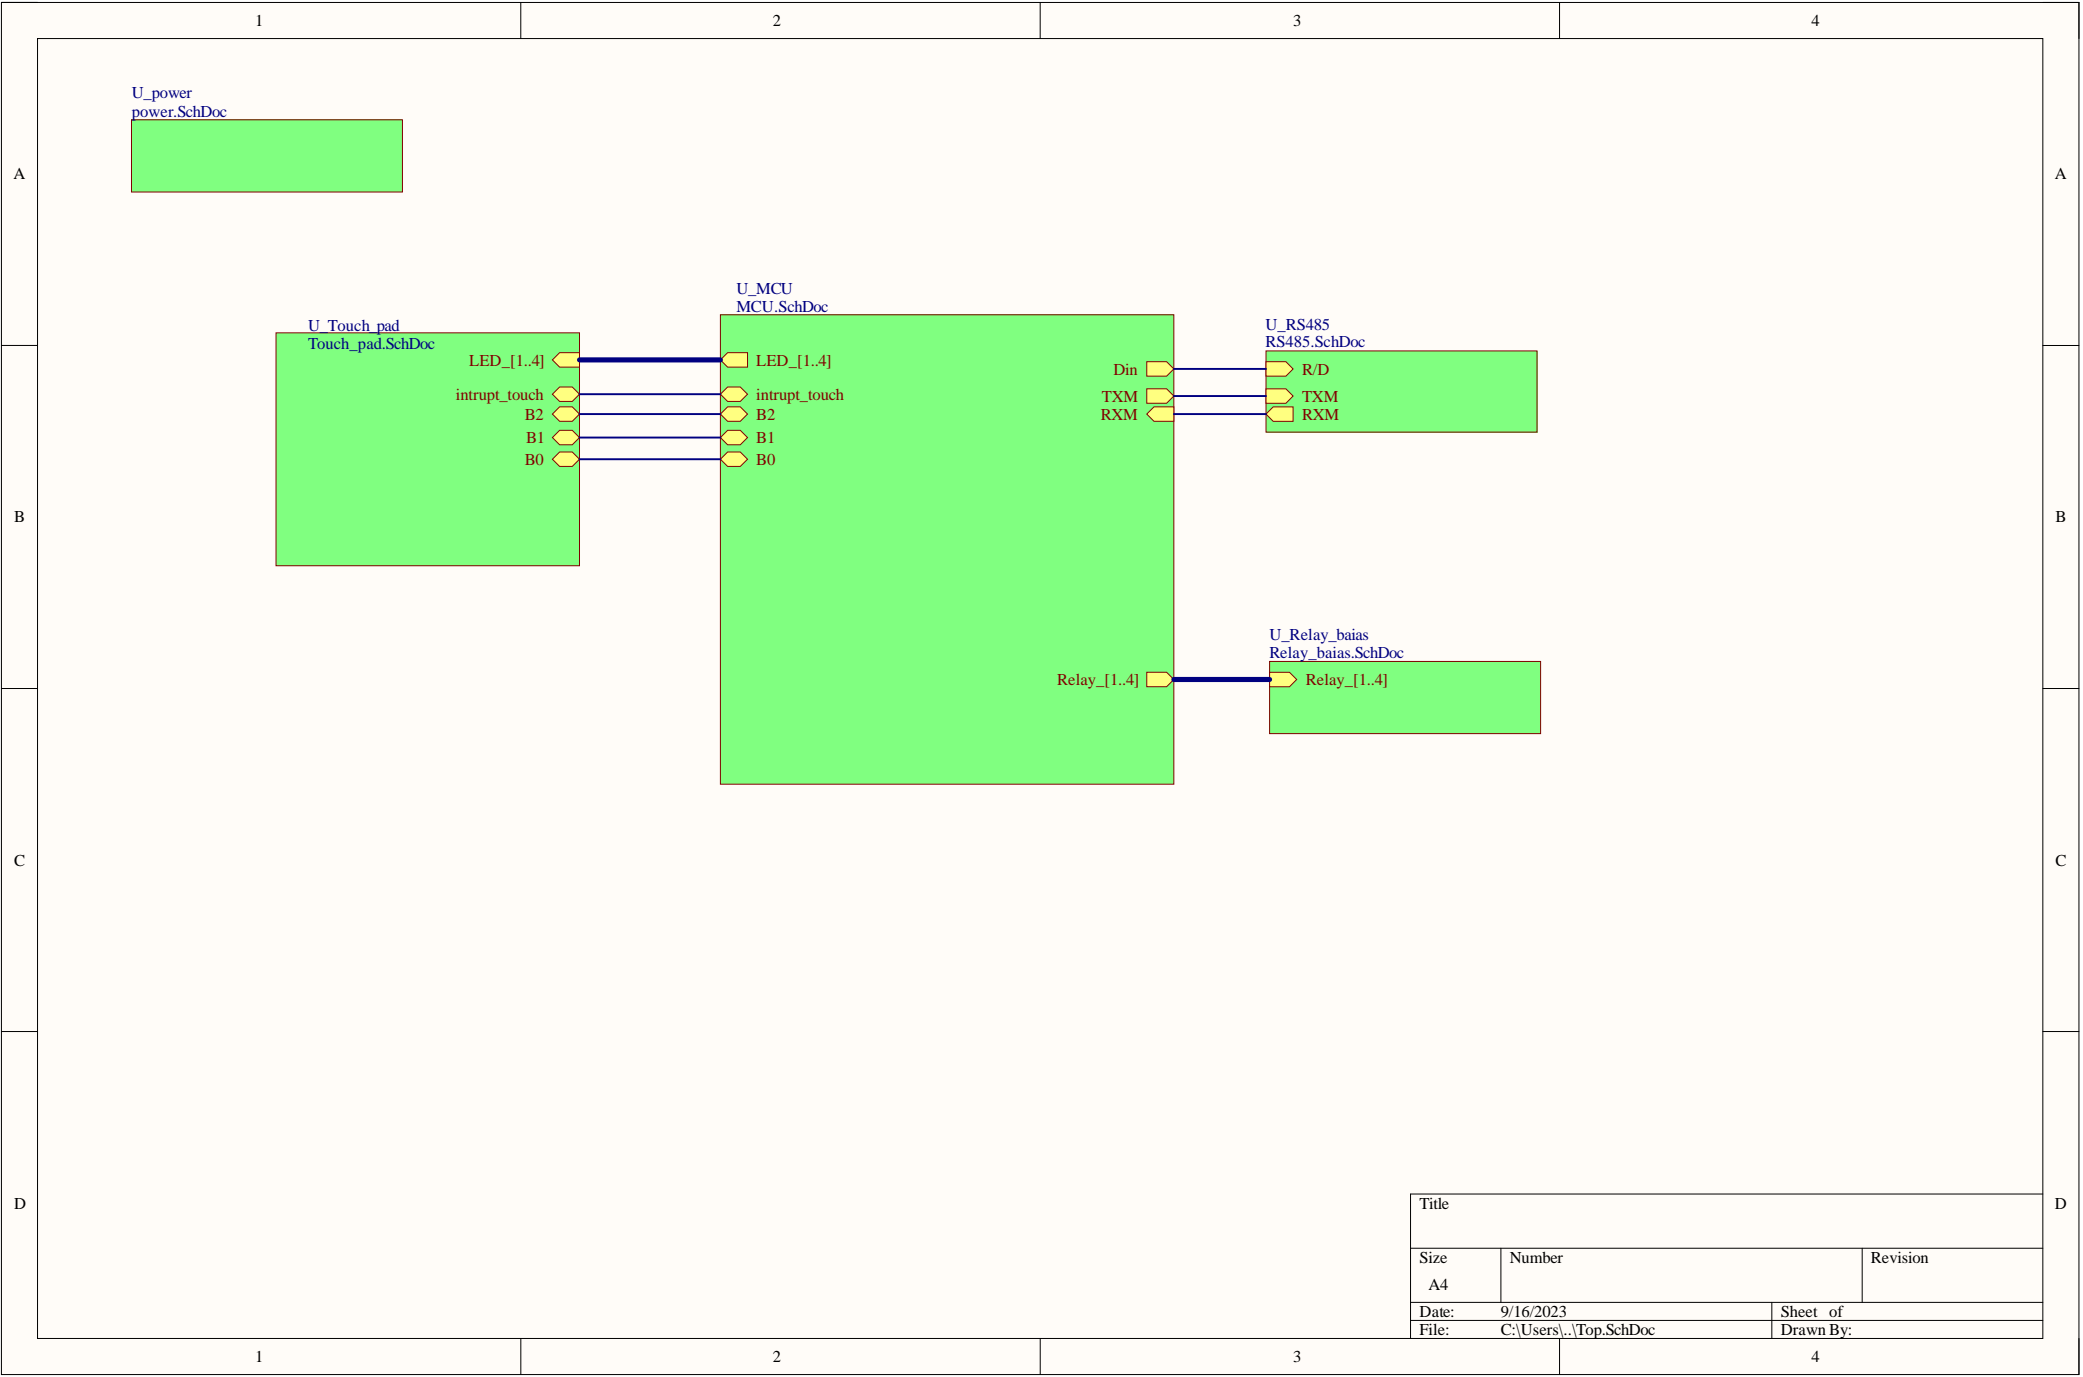 1 2 3 4
U_power
power.SchDoc
A A
U_MCU
MCU.SchDoc
U_Touch_pad
Touch_pad.SchDoc
U_RS485
RS485.SchDoc
LED_[1..4] LED_[1..4]
Din R/D
intrupt_touch intrupt_touch
TXM TXM
B2 B2
RXM RXM
B1 B1
B0 B0
B B
U_Relay_baias
Relay_baias.SchDoc
Relay_[1..4] Relay_[1..4]
C C
D D
Title
Size Number Revision
A4
Date: 9/16/2023 Sheet of
File: C:\Users\..\Top.SchDoc Drawn By:
1 2 3 4